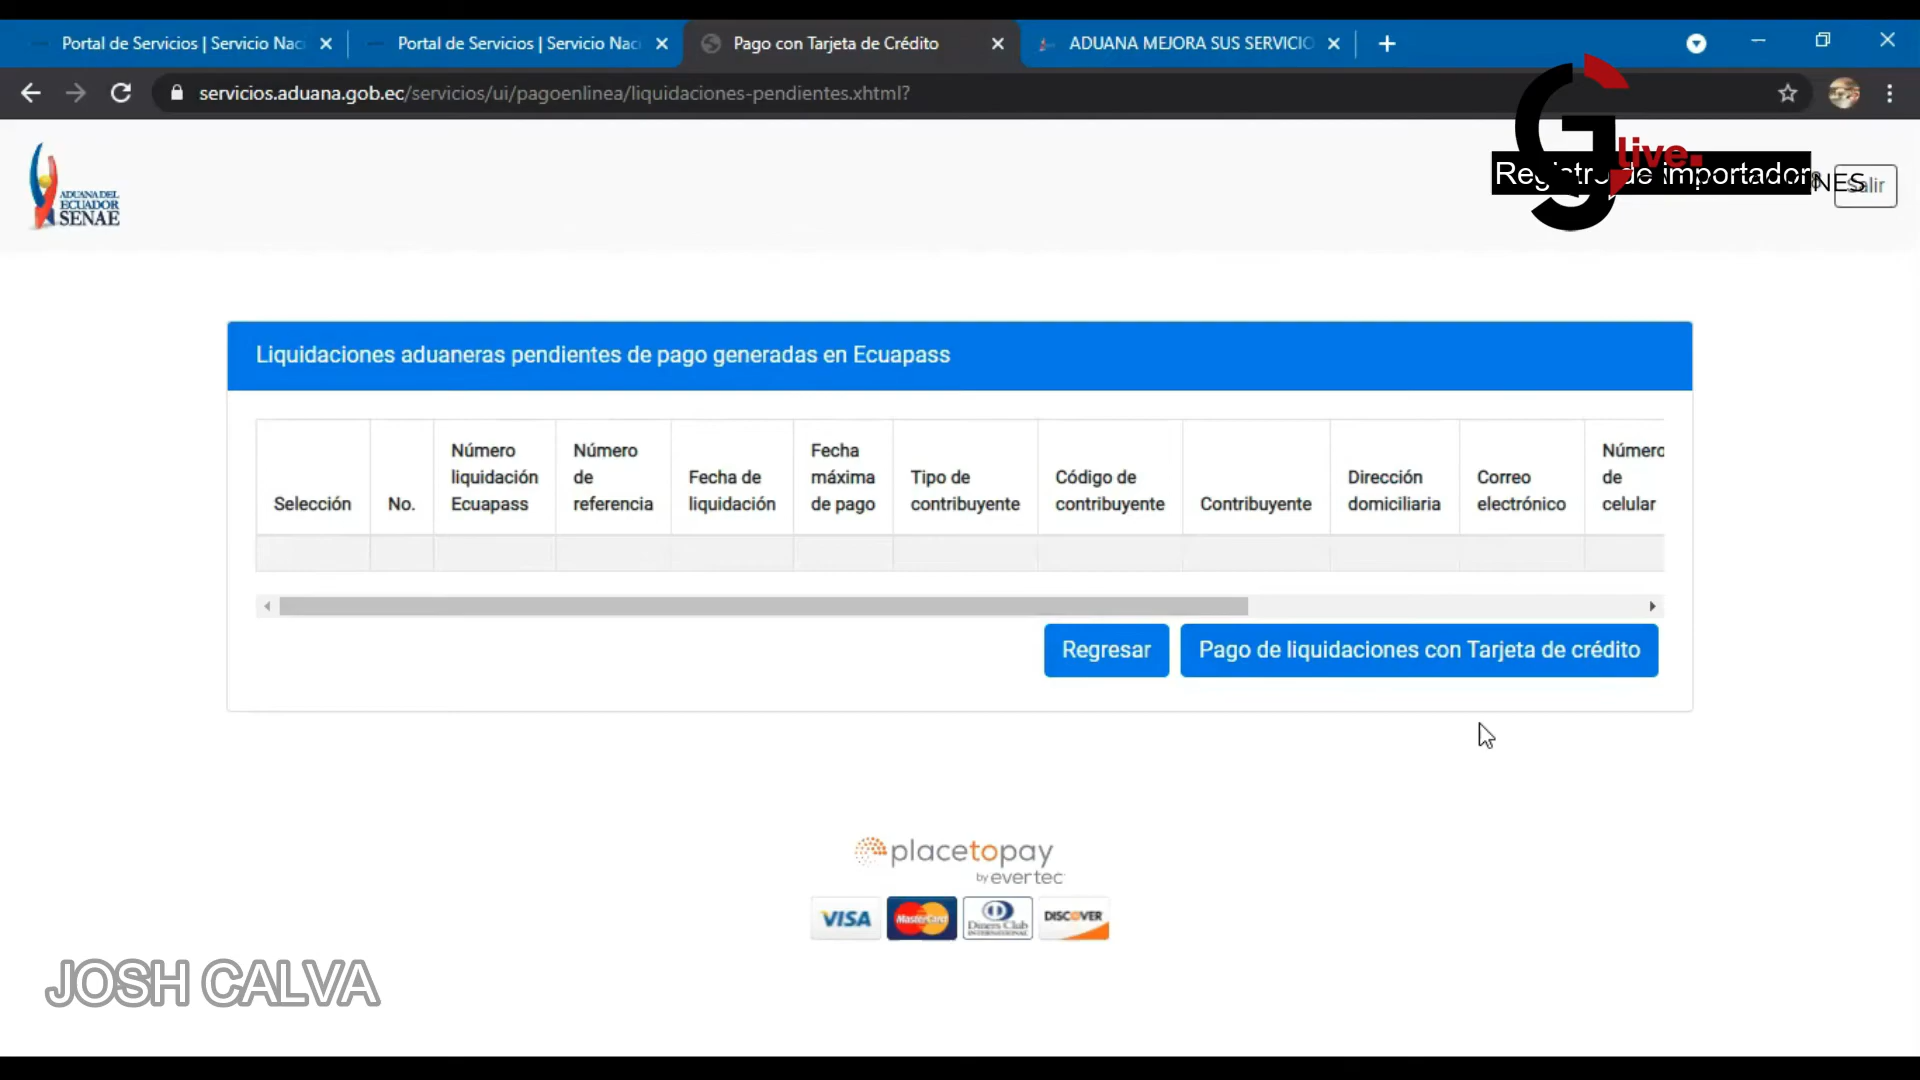 Portal de Servicios | Servicio Nac
Portal de Servicios | Servicio Nac
Pago con Tarjeta de Crédito
ADUANA MEJORA SUS SERVICIO
servicios.aduana.gob.ec/servicios/ui/pagoenlinea/liquidaciones-pendientes.xhtml?
ADUANA DEL
ECUADOR
SENAE
G
live.
Registro de importador
NES
Salir
Liquidaciones aduaneras pendientes de pago generadas en Ecuapass
Selección
No.
Número
liquidación
Ecuapass
Número
de
referencia
Fecha de
liquidación
Fecha
máxima
de pago
Tipo de
contribuyente
Código de
contribuyente
Contribuyente
Dirección
domiciliaria
Correo
electrónico
Número
de
celular
Regresar
Pago de liquidaciones con Tarjeta de crédito
placetopay
by evertec
VISA
MasterCard
Diners Club
INTERNATIONAL
DISCOVER
JOSH CALVA